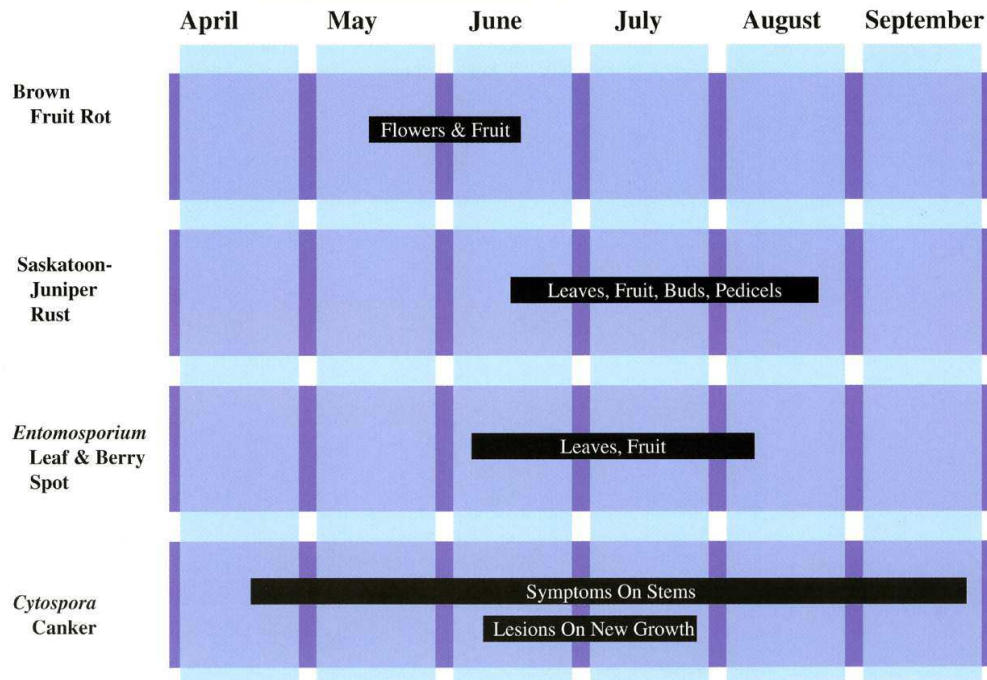 April May June July August September
Brown
Fruit Rot
Flowers & Fruit
Saskatoon-
Juniper
Rust
Leaves, Fruit, Buds, Pedicels
Entomosporium
Leaf & Berry
Spot
Leaves, Fruit
Cytospora
Canker
Symptoms On Stems
Lesions On New Growth